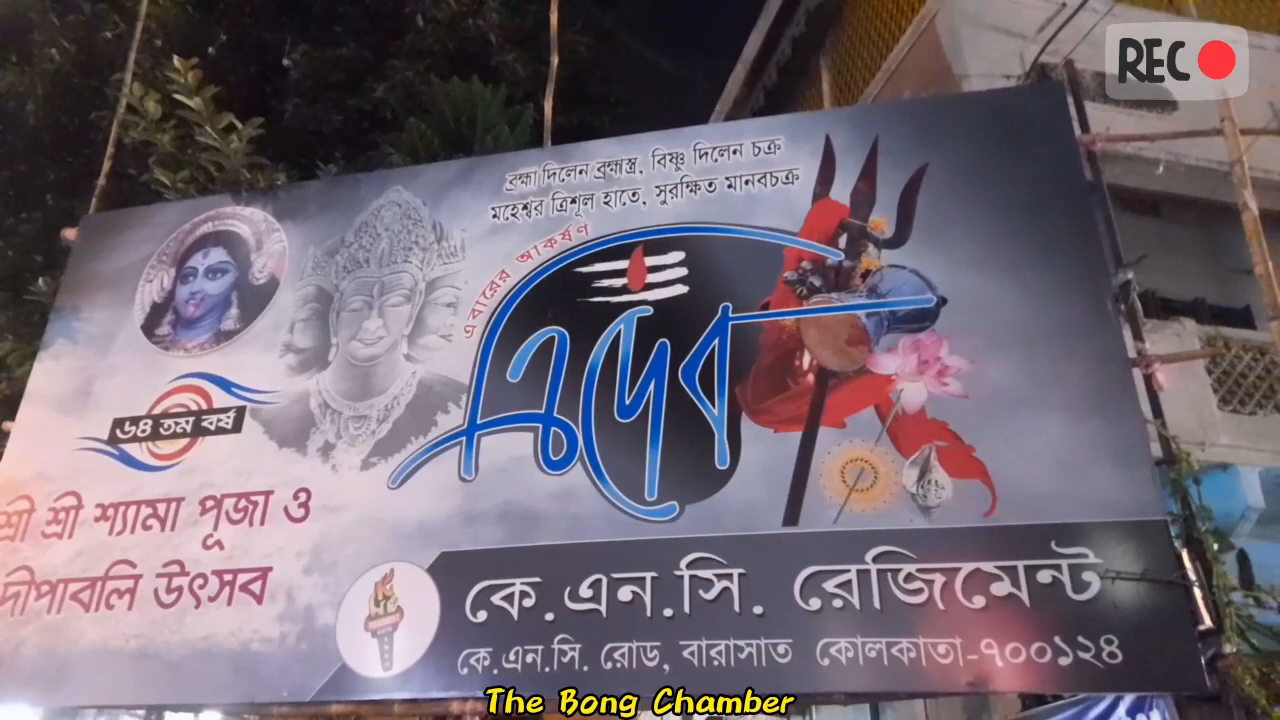 REC
ব্রহ্মা দিলেন ব্রহ্মাস্ত্র, বিষ্ণু দিলেন চক্র
মহেশ্বর ত্রিশূল হাতে, সুরক্ষিত মানবচক্র
এবারের আকর্ষণ
ত্রিদেব
৬৪ তম বর্ষ
শ্রী শ্রী শ্যামা পূজা ও
দীপাবলি উৎসব
কে.এন.সি. রেজিমেন্ট
কে.এন.সি. রোড, বারাসাত কোলকাতা-৭০০১২৪
The Bong Chamber